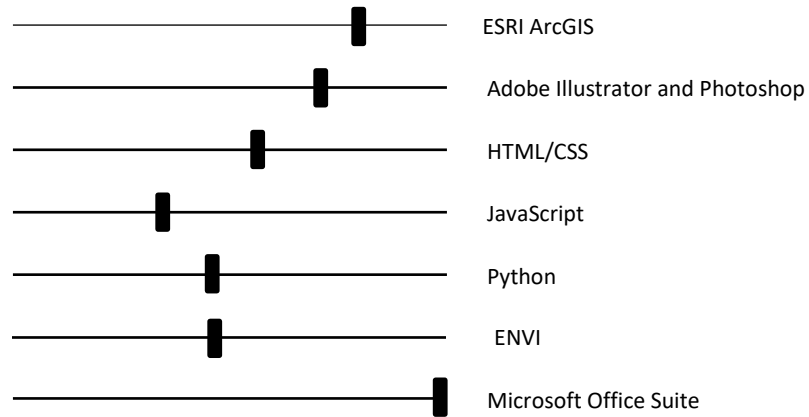 ESRI ArcGIS
Adobe Illustrator and Photoshop
HTML/CSS
JavaScript
Python
ENVI
Microsoft Office Suite